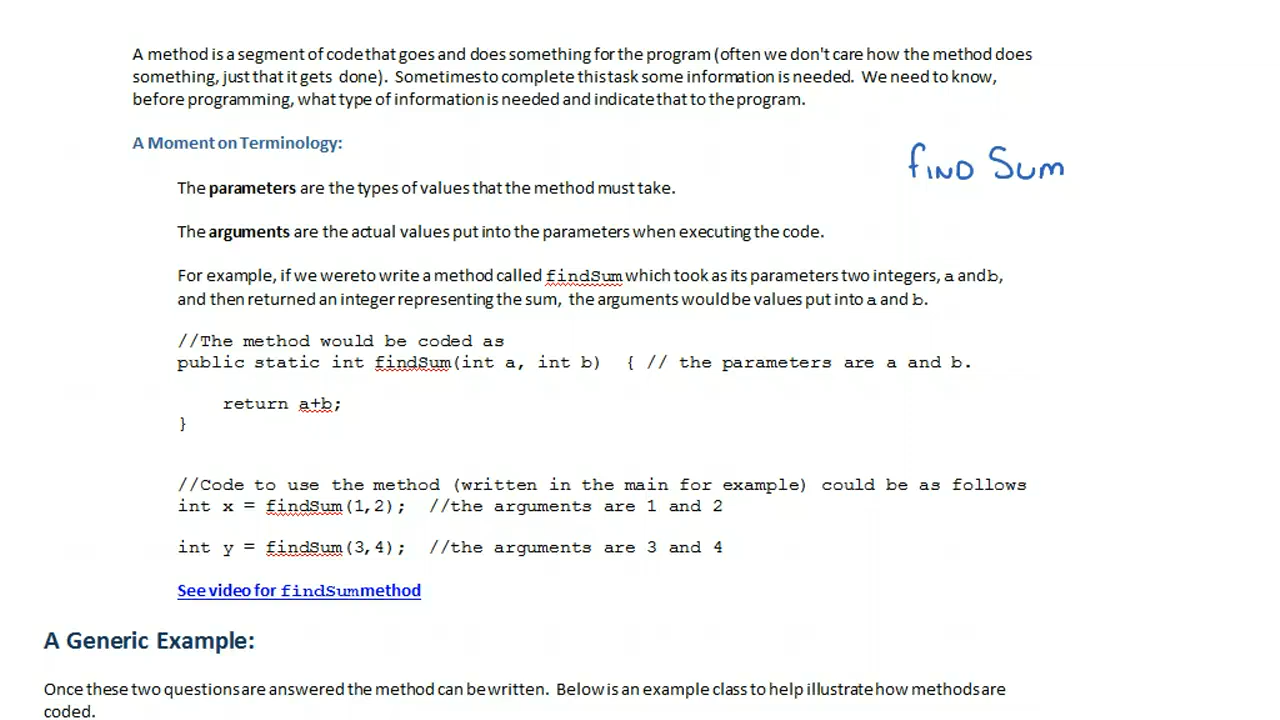 A method is a segment of code that goes and does something for the program (often we don't care how the method does
something, just that it gets done). Sometimes to complete this task some information is needed. We need to know,
before programming, what type of information is needed and indicate that to the program.
A Moment on Terminology:
find Sum
The parameters are the types of values that the method must take.
The arguments are the actual values put into the parameters when executing the code.
For example, if we were to write a method called findSum which took as its parameters two integers, a and b,
and then returned an integer representing the sum, the arguments would be values put into a and b.
//The method would be coded as
public static int findSum(int a, int b) { // the parameters are a and b.
return a+b;
}
//Code to use the method (written in the main for example) could be as follows
int x = findSum(1,2); //the arguments are 1 and 2
int y = findSum(3,4); //the arguments are 3 and 4
See video for findSum method
A Generic Example:
Once these two questions are answered the method can be written. Below is an example class to help illustrate how methods are
coded.